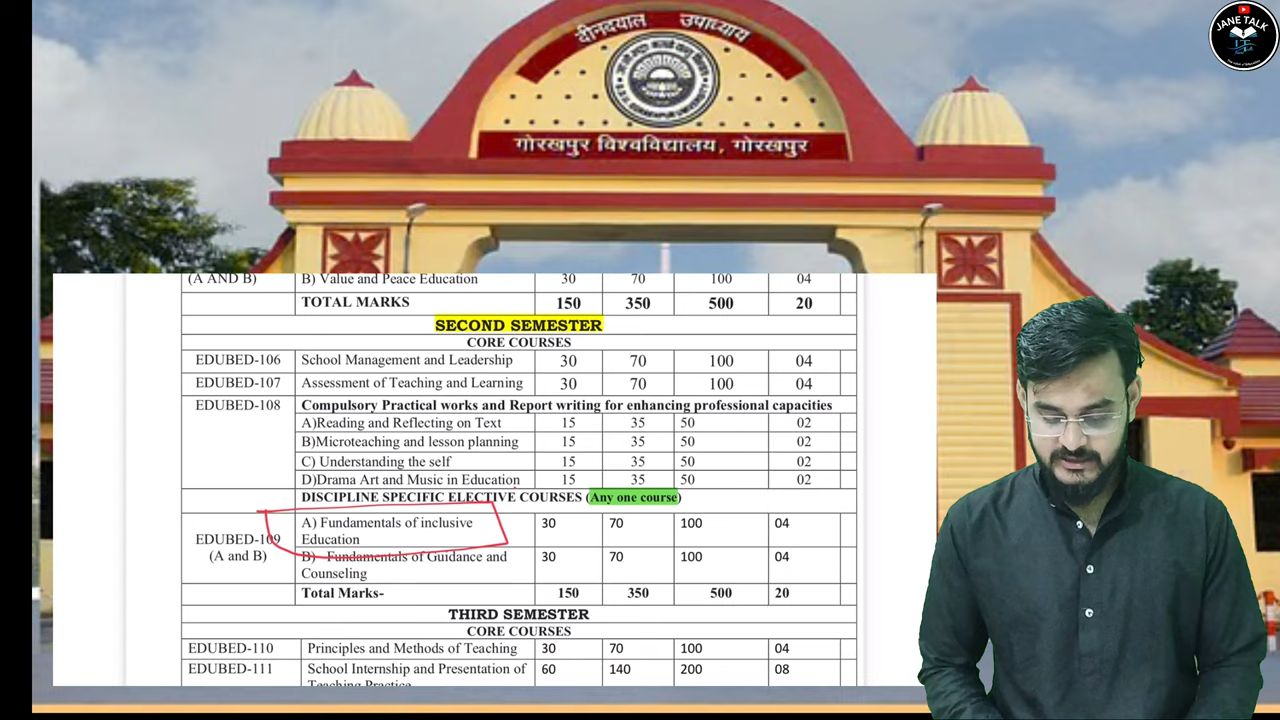 JANE TALK
दीनदयाल उपाध्याय
गोरखपुर विश्वविद्यालय, गोरखपुर
(A AND B) B) Value and Peace Education 30 70 100 04
TOTAL MARKS 150 350 500 20
SECOND SEMESTER
CORE COURSES
EDUBED-106 School Management and Leadership 30 70 100 04
EDUBED-107 Assessment of Teaching and Learning 30 70 100 04
EDUBED-108 Compulsory Practical works and Report writing for enhancing professional capacities
A)Reading and Reflecting on Text 15 35 50 02
B)Microteaching and lesson planning 15 35 50 02
C) Understanding the self 15 35 50 02
D)Drama Art and Music in Education 15 35 50 02
DISCIPLINE SPECIFIC ELECTIVE COURSES (Any one course)
A) Fundamentals of inclusive 30 70 100 04
Education
EDUBED-109
(A and B) B) Fundamentals of Guidance and 30 70 100 04
Counseling
Total Marks- 150 350 500 20
THIRD SEMESTER
CORE COURSES
EDUBED-110 Principles and Methods of Teaching 30 70 100 04
EDUBED-111 School Internship and Presentation of 60 140 200 08
Teaching Practice